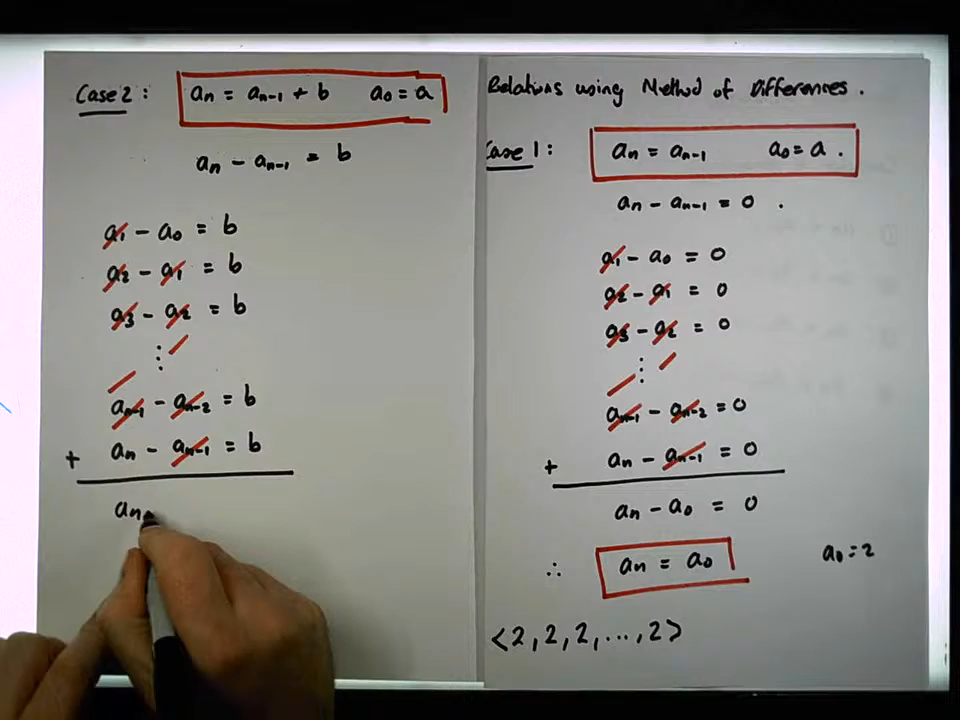 Case 2 : aₙ = aₙ₋₁ + b a₀ = a
aₙ - aₙ₋₁ = b
a₁ - a₀ = b
a₂ - a₁ = b
a₃ - a₂ = b
⋮
aₙ₋₁ - aₙ₋₂ = b
+ aₙ - aₙ₋₁ = b
aₙ
Relations using Method of Differences .
Case 1 : aₙ = aₙ₋₁ a₀ = a .
aₙ - aₙ₋₁ = 0 .
a₁ - a₀ = 0
a₂ - a₁ = 0
a₃ - a₂ = 0
⋮
aₙ₋₁ - aₙ₋₂ = 0
+ aₙ - aₙ₋₁ = 0
aₙ - a₀ = 0
∴ aₙ = a₀ a₀ = 2
<2, 2, 2, ..., 2>